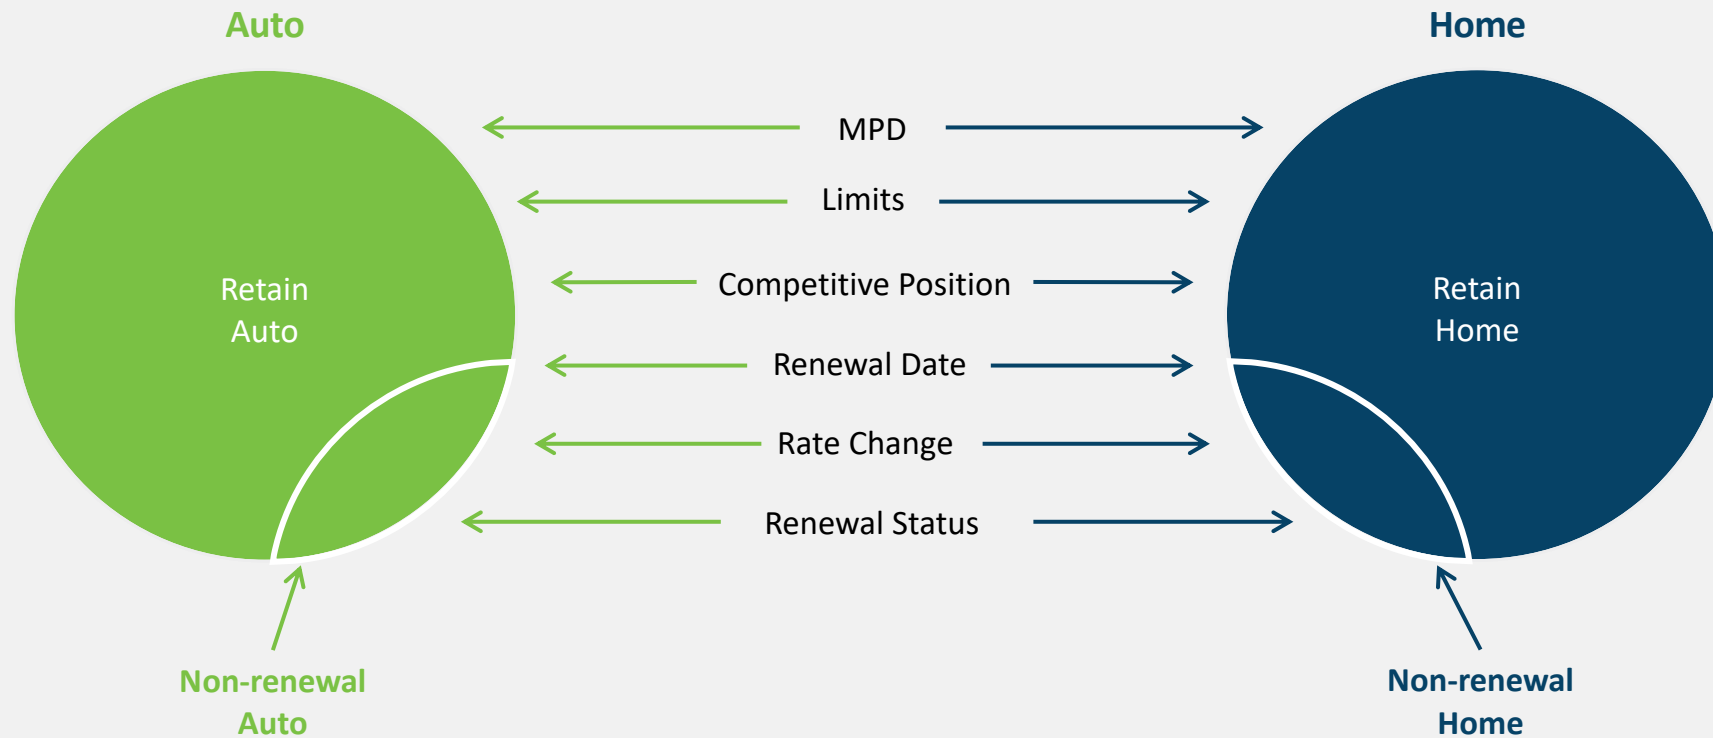 Auto
Home
MPD
Limits
Competitive Position
Retain
Auto
Retain
Home
Renewal Date
Rate Change
Renewal Status
Non-renewal
Auto
Non-renewal
Home